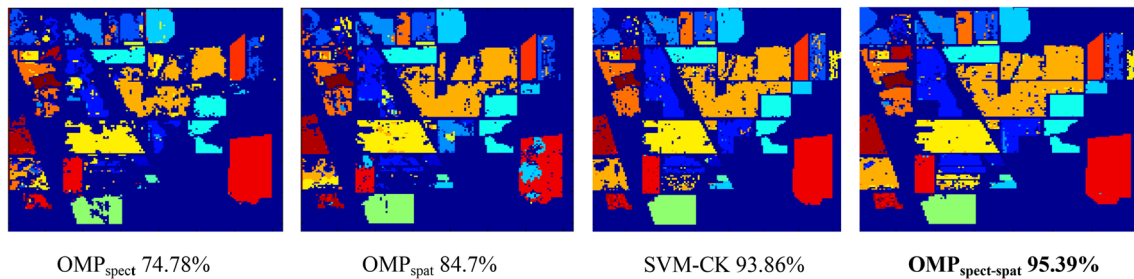 OMPspect 74.78%
OMPspat 84.7%
SVM-CK 93.86%
OMPspect-spat 95.39%